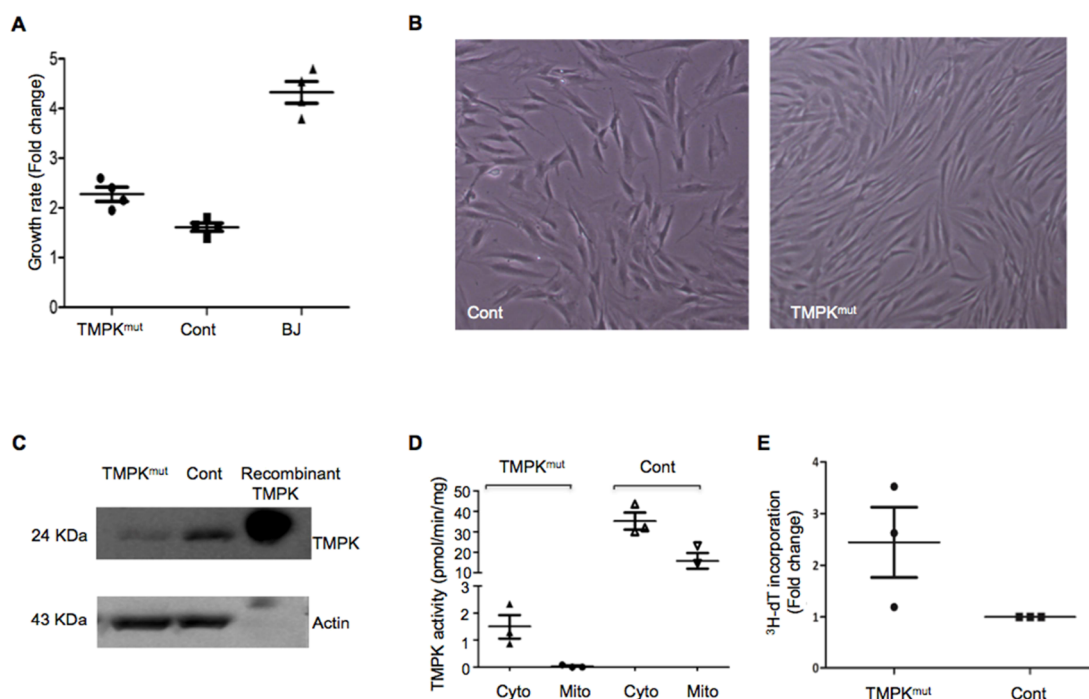 A
Growth rate (Fold change)
5
4
3
2
1
0
TMPKmut Cont BJ
B
Cont
TMPKmut
C
TMPKmut Cont Recombinant
TMPK
24 KDa
TMPK
43 KDa
Actin
D
TMPKmut Cont
TMPK activity (pmol/min/mg)
50
40
30
20
10
2
1
0
Cyto Mito Cyto Mito
E
3H-dT incorporation
(Fold change)
4
3
2
1
0
TMPKmut Cont